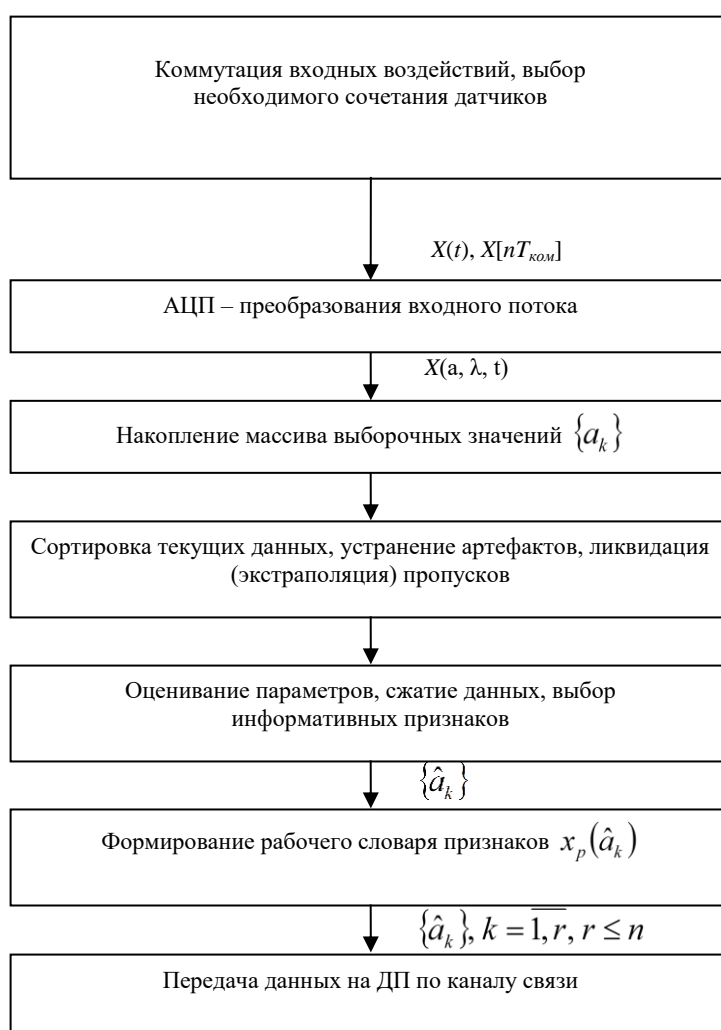 Коммутация входных воздействий, выбор
необходимого сочетания датчиков
X(t), X[nTком]
АЦП – преобразования входного потока
X(a, λ, t)
Накопление массива выборочных значений {aₖ}
Сортировка текущих данных, устранение артефактов, ликвидация
(экстраполяция) пропусков
Оценивание параметров, сжатие данных, выбор
информативных признаков
{âₖ}
Формирование рабочего словаря признаков xₚ(âₖ)
{âₖ}, k = 1,r, r ≤ n
Передача данных на ДП по каналу связи